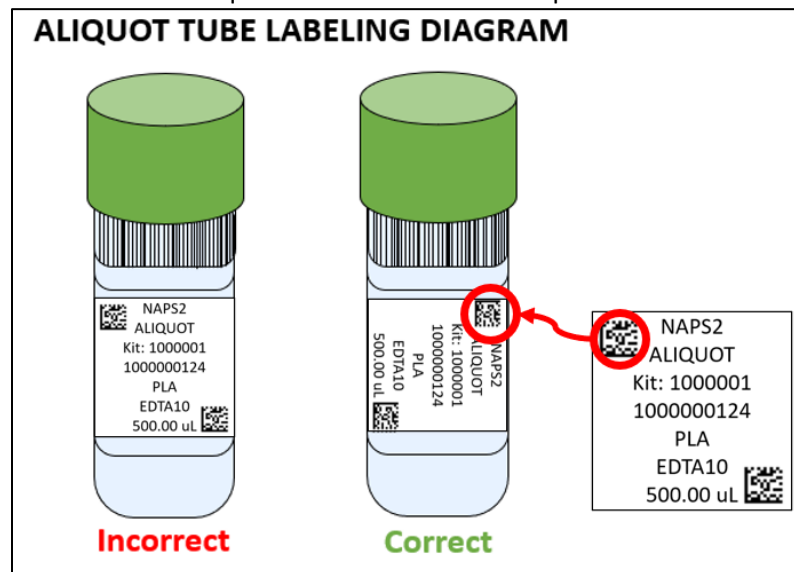 ALIQUOT TUBE LABELING DIAGRAM
NAPS2
ALIQUOT
Kit: 1000001
1000000124
PLA
EDTA10
500.00 uL
Incorrect
NAPS2
ALIQUOT
Kit: 1000001
1000000124
PLA
EDTA10
500.00 uL
Correct
NAPS2
ALIQUOT
Kit: 1000001
1000000124
PLA
EDTA10
500.00 uL